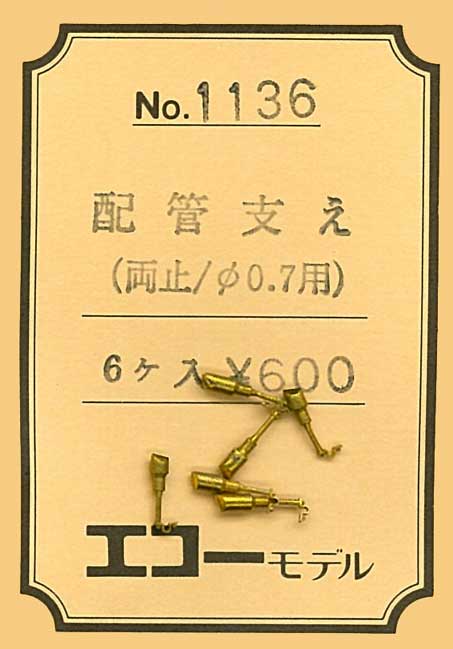 No.1136
配管支え
(両止/φ0.7用)
6ヶ入 ¥600
エコーモデル